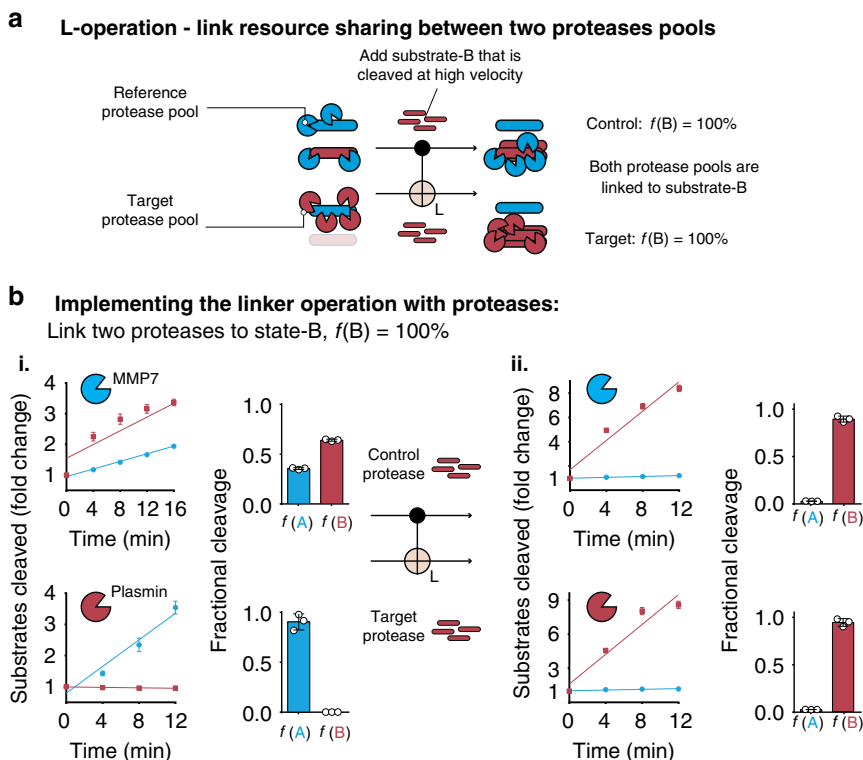 a
L-operation - link resource sharing between two proteases pools
Add substrate-B that is
cleaved at high velocity
Reference
protease pool
Control: f(B) = 100%
Both protease pools are
linked to substrate-B
Target
protease pool
L
Target: f(B) = 100%
b
Implementing the linker operation with proteases:
Link two proteases to state-B, f(B) = 100%
i.
Substrates cleaved (fold change)
MMP7
4
3
2
1
0 4 8 12 16
Time (min)
Fractional cleavage
1.0
0.5
0.0
f(A) f(B)
Control
protease
L
Target
protease
Plasmin
4
3
2
1
0 4 8 12
Time (min)
1.0
0.5
0.0
f(A) f(B)
ii.
Substrates cleaved (fold change)
8
6
4
1
0 4 8 12
Time (min)
Fractional cleavage
1.0
0.5
0.0
f(A) f(B)
9
6
3
1
0 4 8 12
Time (min)
1.0
0.5
0.0
f(A) f(B)